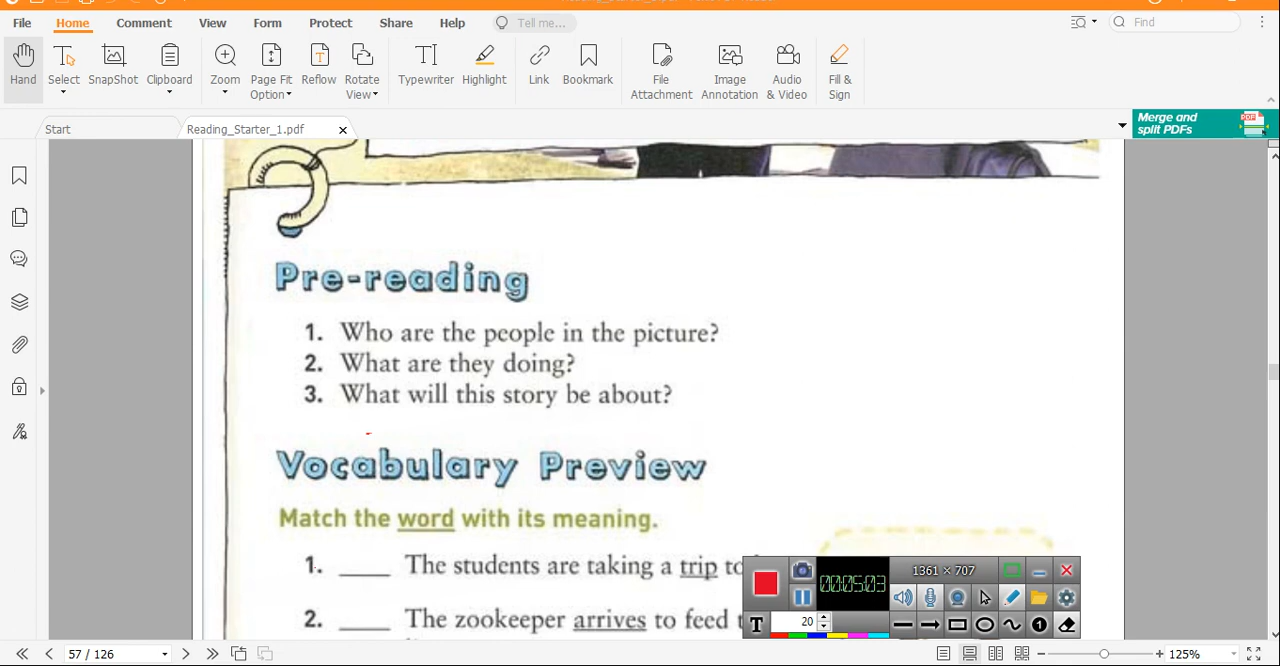 File Home Comment View Form Protect Share Help Tell me... Find
Hand Select SnapShot Clipboard Zoom Page Fit Option Reflow Rotate View Typewriter Highlight Link Bookmark File Attachment Image Annotation Audio & Video Fill & Sign
Start Reading_Starter_1.pdf
Merge and
split PDFs
Pre-reading
1. Who are the people in the picture?
2. What are they doing?
3. What will this story be about?
Vocabulary Preview
Match the word with its meaning.
1. ____ The students are taking a trip to
00:05:03 1361 × 707
2. ____ The zookeeper arrives to feed
T 20
57 / 126 125%